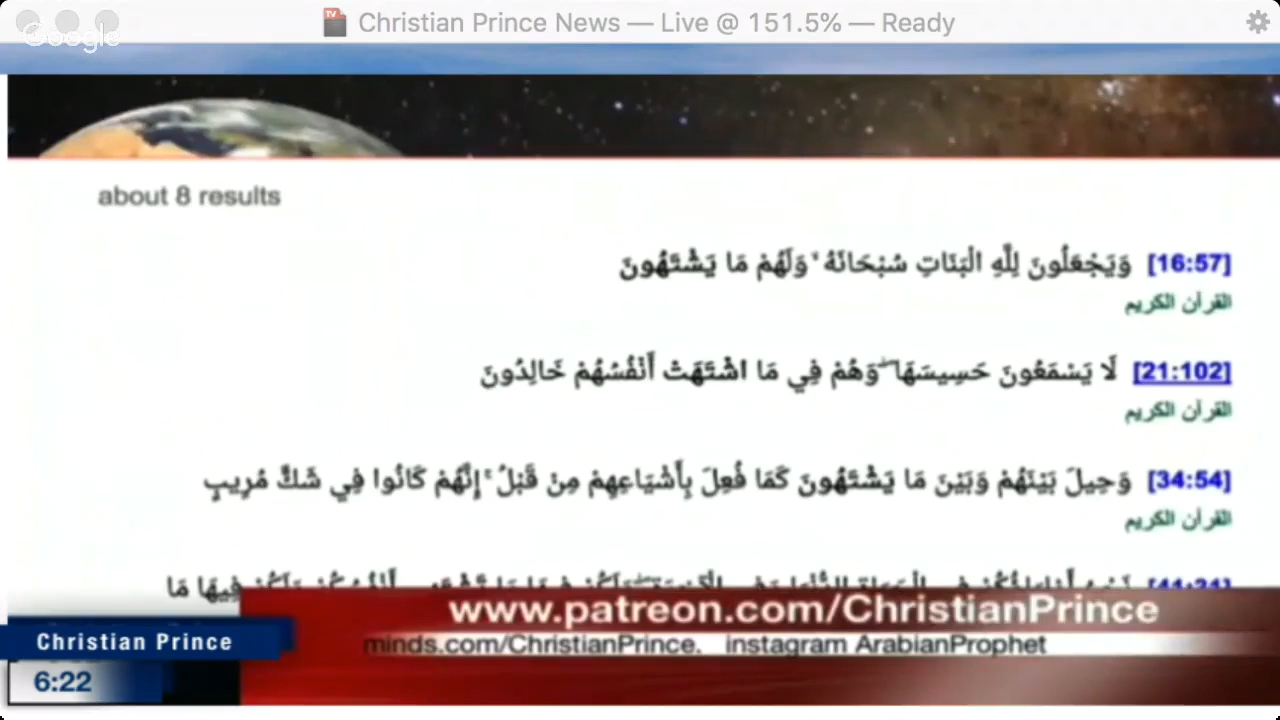 Christian Prince News — Live @ 151.5% — Ready
Google
about 8 results
[16:57] وَيَجْعَلُونَ لِلَّهِ الْبَنَاتِ سُبْحَانَهُ ۙ وَلَهُمْ مَا يَشْتَهُونَ
القرآن الكريم
[21:102] لَا يَسْمَعُونَ حَسِيسَهَا ۖ وَهُمْ فِي مَا اشْتَهَتْ أَنْفُسُهُمْ خَالِدُونَ
القرآن الكريم
[34:54] وَحِيلَ بَيْنَهُمْ وَبَيْنَ مَا يَشْتَهُونَ كَمَا فُعِلَ بِأَشْيَاعِهِمْ مِنْ قَبْلُ ۚ إِنَّهُمْ كَانُوا فِي شَكٍّ مُرِيبٍ
القرآن الكريم
فِيهَا مَا
www.patreon.com/ChristianPrince
Christian Prince
minds.com/ChristianPrince. instagram ArabianProphet
6:22